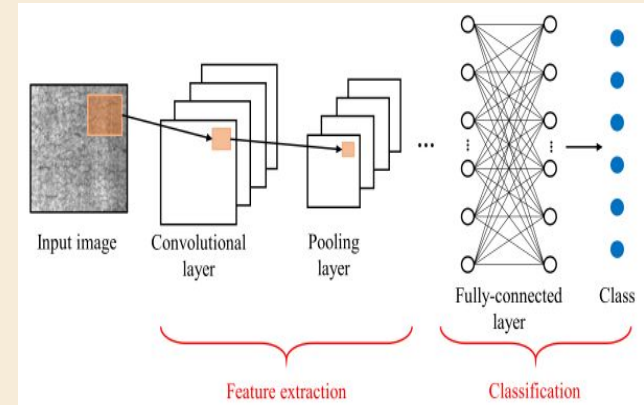 Input image
Convolutional
layer
Pooling
layer
...
Fully-connected
layer
Class
Feature extraction
Classification